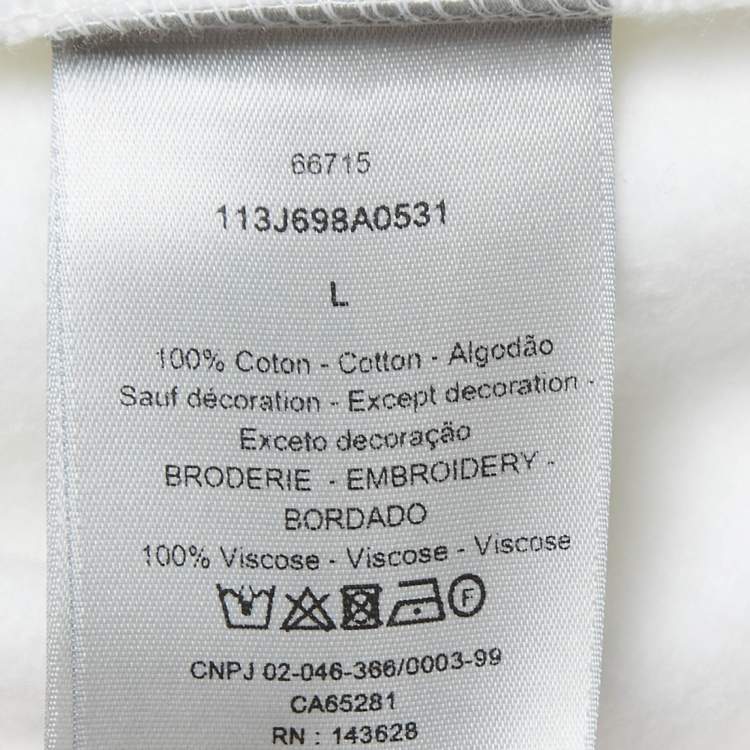 66715
113J698A0531
L
100% Coton - Cotton - Algodão
Sauf décoration - Except decoration -
Exceto decoração
BRODERIE - EMBROIDERY -
BORDADO
100% Viscose - Viscose - Viscose
F
CNPJ 02-046-366/0003-99
CA65281
RN : 143628